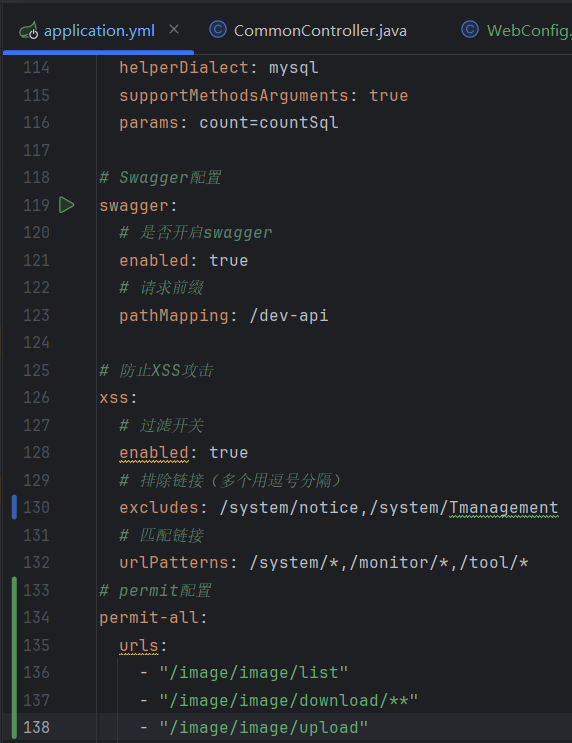 application.yml
CommonController.java
WebConfig.
114 helperDialect: mysql
115 supportMethodsArguments: true
116 params: count=countSql
117
118 # Swagger配置
119 swagger:
120 # 是否开启swagger
121 enabled: true
122 # 请求前缀
123 pathMapping: /dev-api
124
125 # 防止XSS攻击
126 xss:
127 # 过滤开关
128 enabled: true
129 # 排除链接（多个用逗号分隔）
130 excludes: /system/notice,/system/Tmanagement
131 # 匹配链接
132 urlPatterns: /system/*,/monitor/*,/tool/*
133 # permit配置
134 permit-all:
135 urls:
136 - "/image/image/list"
137 - "/image/image/download/**"
138 - "/image/image/upload"